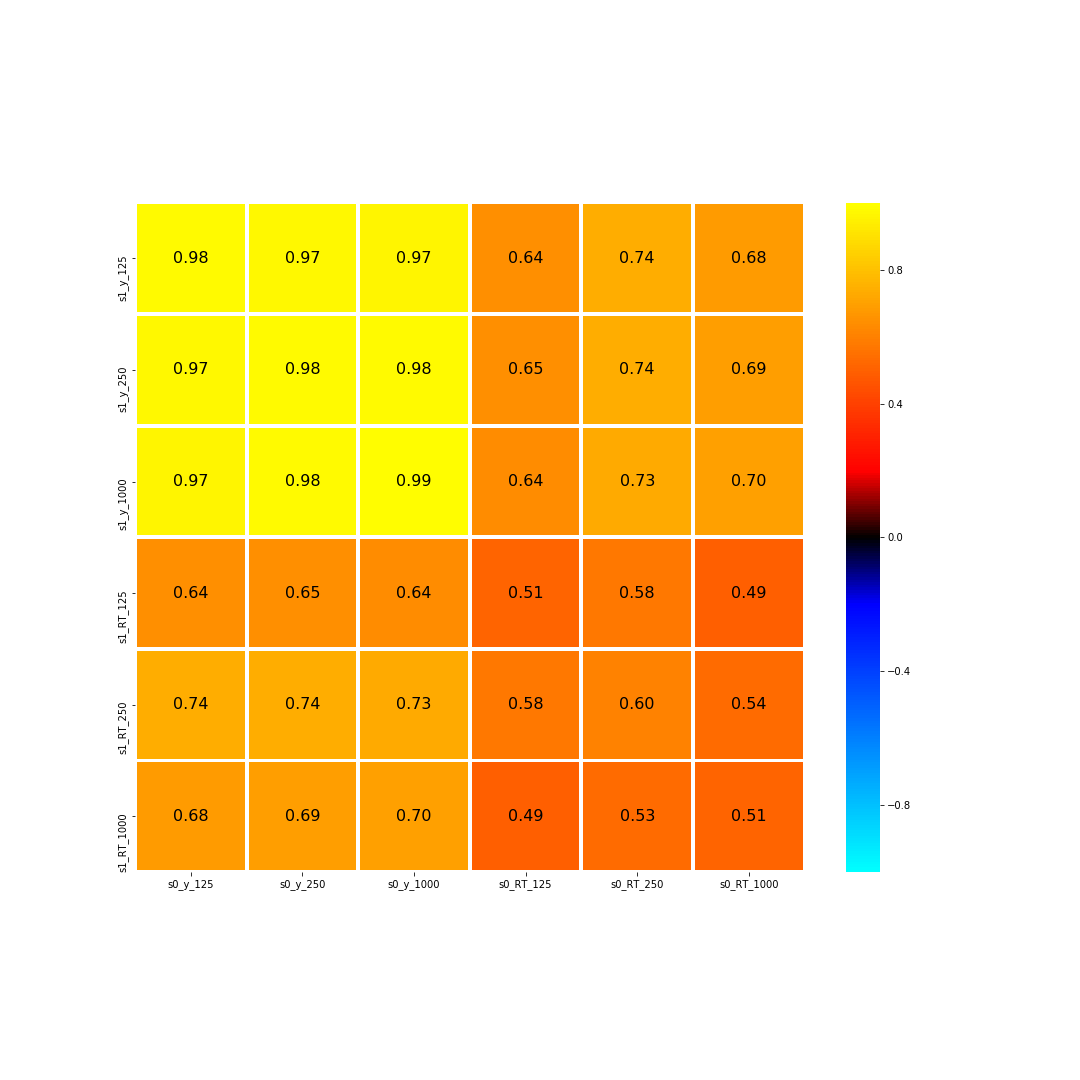 s1_y_125 0.98 0.97 0.97 0.64 0.74 0.68
s1_y_250 0.97 0.98 0.98 0.65 0.74 0.69
s1_y_1000 0.97 0.98 0.99 0.64 0.73 0.70
s1_RT_125 0.64 0.65 0.64 0.51 0.58 0.49
s1_RT_250 0.74 0.74 0.73 0.58 0.60 0.54
s1_RT_1000 0.68 0.69 0.70 0.49 0.53 0.51
s0_y_125 s0_y_250 s0_y_1000 s0_RT_125 s0_RT_250 s0_RT_1000
0.8
0.4
0.0
−0.4
−0.8